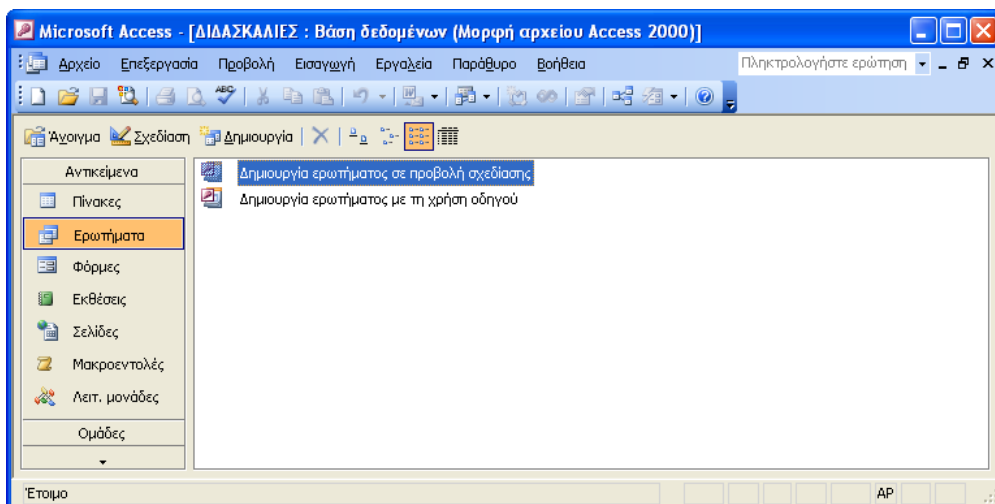 Microsoft Access - [ΔΙΔΑΣΚΑΛΙΕΣ : Βάση δεδομένων (Μορφή αρχείου Access 2000)]
Αρχείο Επεξεργασία Προβολή Εισαγωγή Εργαλεία Παράθυρο Βοήθεια Πληκτρολογήστε ερώτηση
Άνοιγμα Σχεδίαση Δημιουργία
Αντικείμενα
Πίνακες
Ερωτήματα
Φόρμες
Εκθέσεις
Σελίδες
Μακροεντολές
Λειτ. μονάδες
Ομάδες
Δημιουργία ερωτήματος σε προβολή σχεδίασης
Δημιουργία ερωτήματος με τη χρήση οδηγού
Έτοιμο ΑΡ